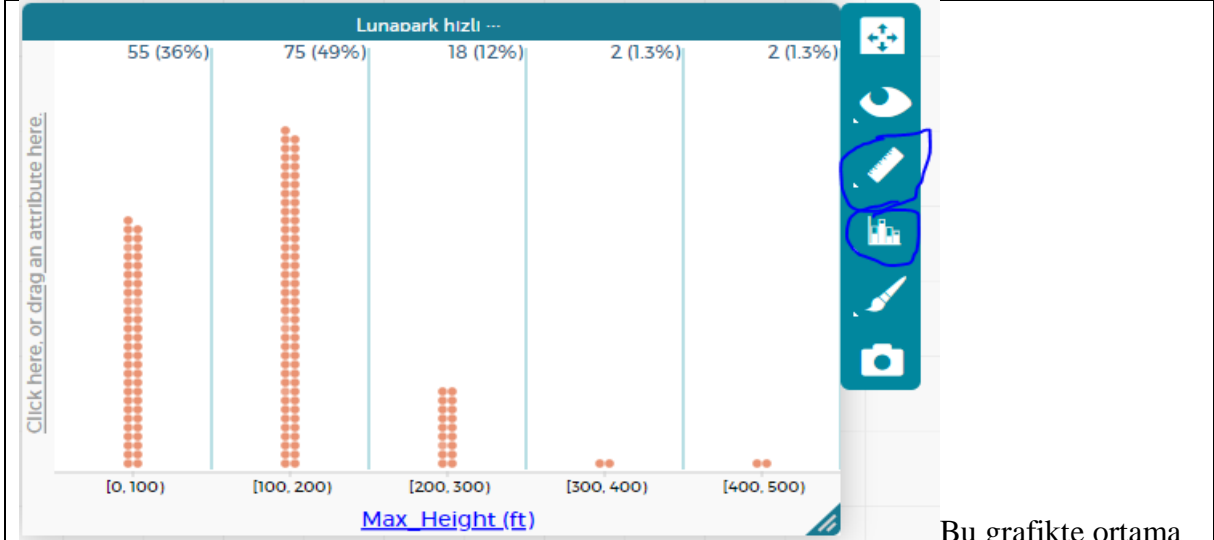 Lunapark hızlı ...
55 (36%) 75 (49%) 18 (12%) 2 (1.3%) 2 (1.3%)
Click here, or drag an attribute here.
[0, 100) [100, 200) [200, 300) [300, 400) [400, 500)
Max_Height (ft)
Bu grafikte ortama